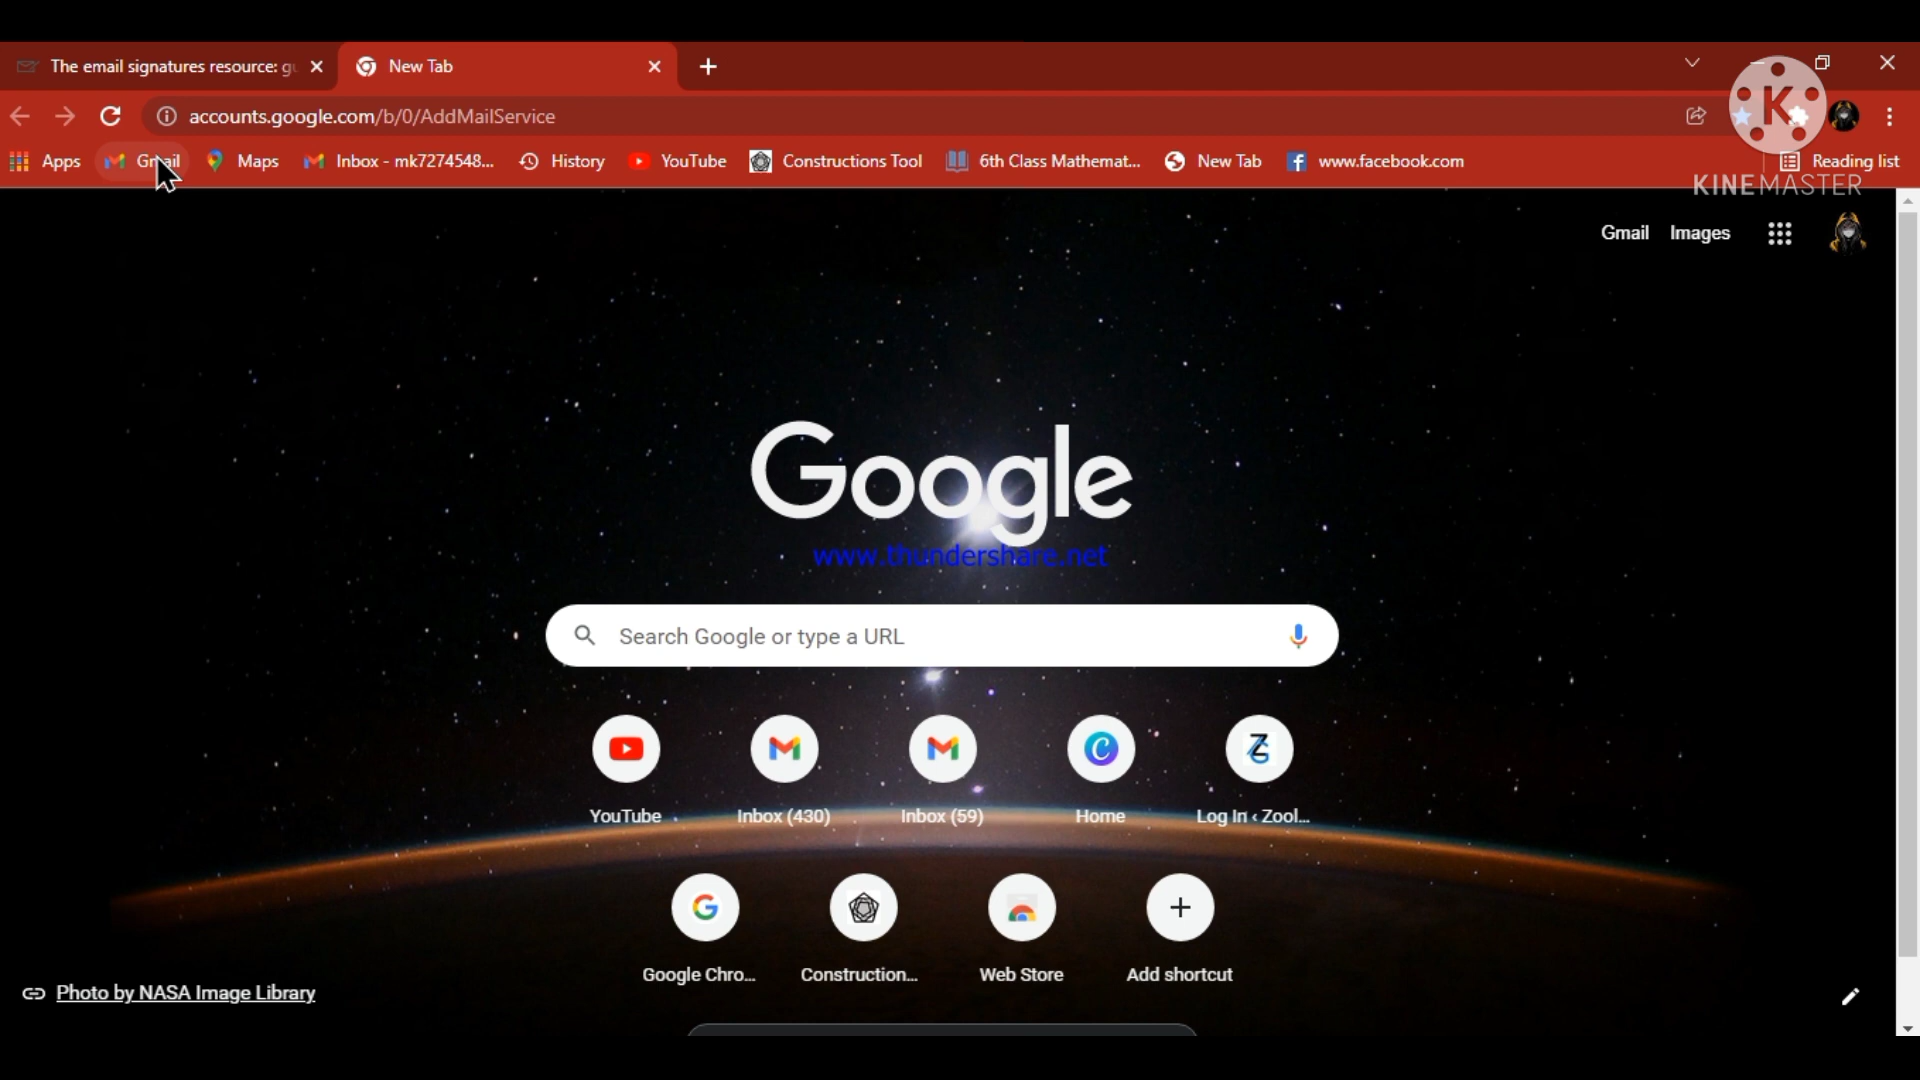 The email signatures resource: gu
New Tab
accounts.google.com/b/0/AddMailService
Apps
Gmail
Maps
Inbox - mk7274548...
History
YouTube
Constructions Tool
6th Class Mathemat...
New Tab
www.facebook.com
Reading list
K
KINEMASTER
Gmail
Images
Google
www.thundershare.net
Search Google or type a URL
YouTube
Inbox (430)
Inbox (59)
Home
Log In ‹ Zool...
Google Chro...
Construction...
Web Store
Add shortcut
Photo by NASA Image Library